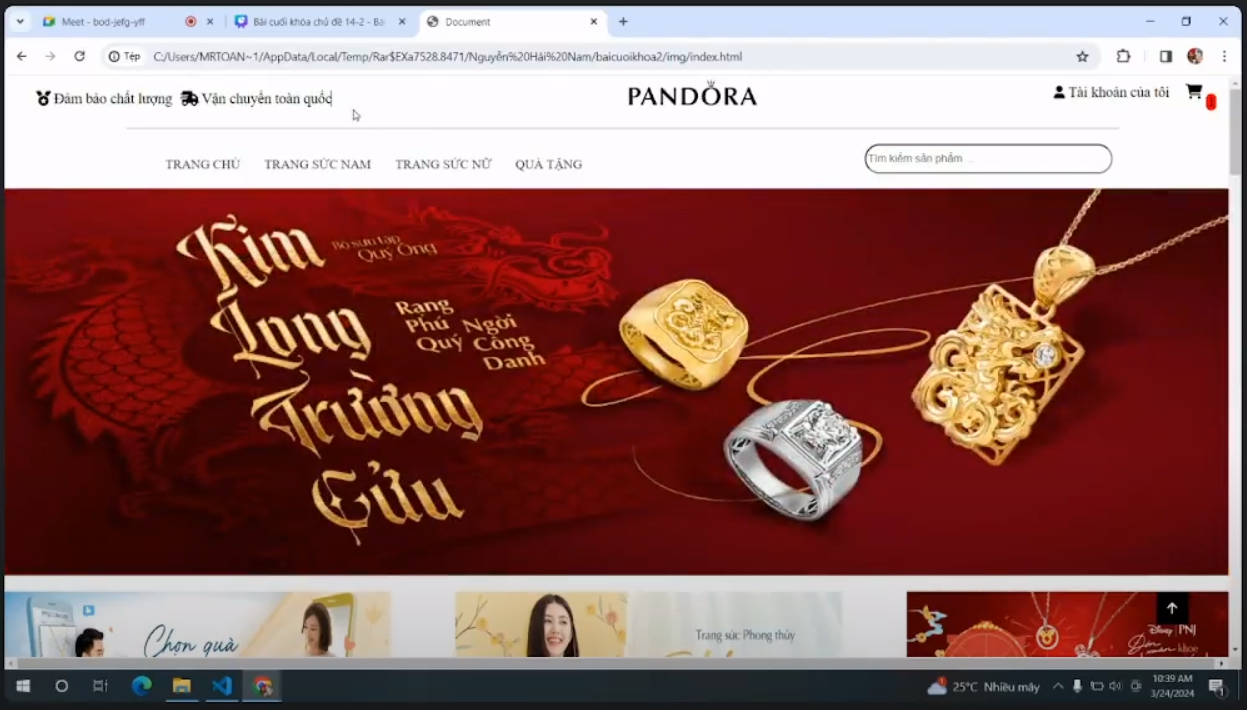 Meet - bod-jefg-yff
Bài cuối khóa chủ đề 14-2 - Ba
Document
Tệp
C:/Users/MRTOAN~1/AppData/Local/Temp/Rar$EXa7528.8471/Nguyễn%20Hải%20Nam/baicuoikhoa2/img/index.html
Đảm bảo chất lượng
Vận chuyển toàn quốc
PANDORA
Tài khoản của tôi
TRANG CHỦ
TRANG SỨC NAM
TRANG SỨC NỮ
QUÀ TẶNG
Tìm kiếm sản phẩm ...
Kim
Long
Trường
Cửu
Bộ sưu tập
Quý Ông
Rạng
Phú Ngời
Quý Công
Danh
Chọn quà
Trang sức Phong thủy
Disney | PNJ
25°C Nhiều mây
10:39 AM
3/24/2024
1